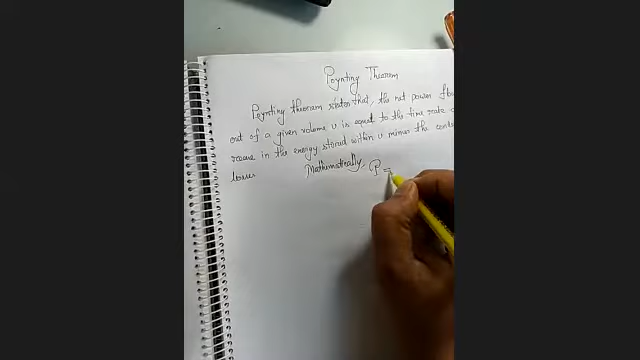 Poynting Theorem
Poynting theorem states that, the net power flow
out of a given volume v is equal to the time rate
in the energy stored within v minus the
losses
Mathematically, P =